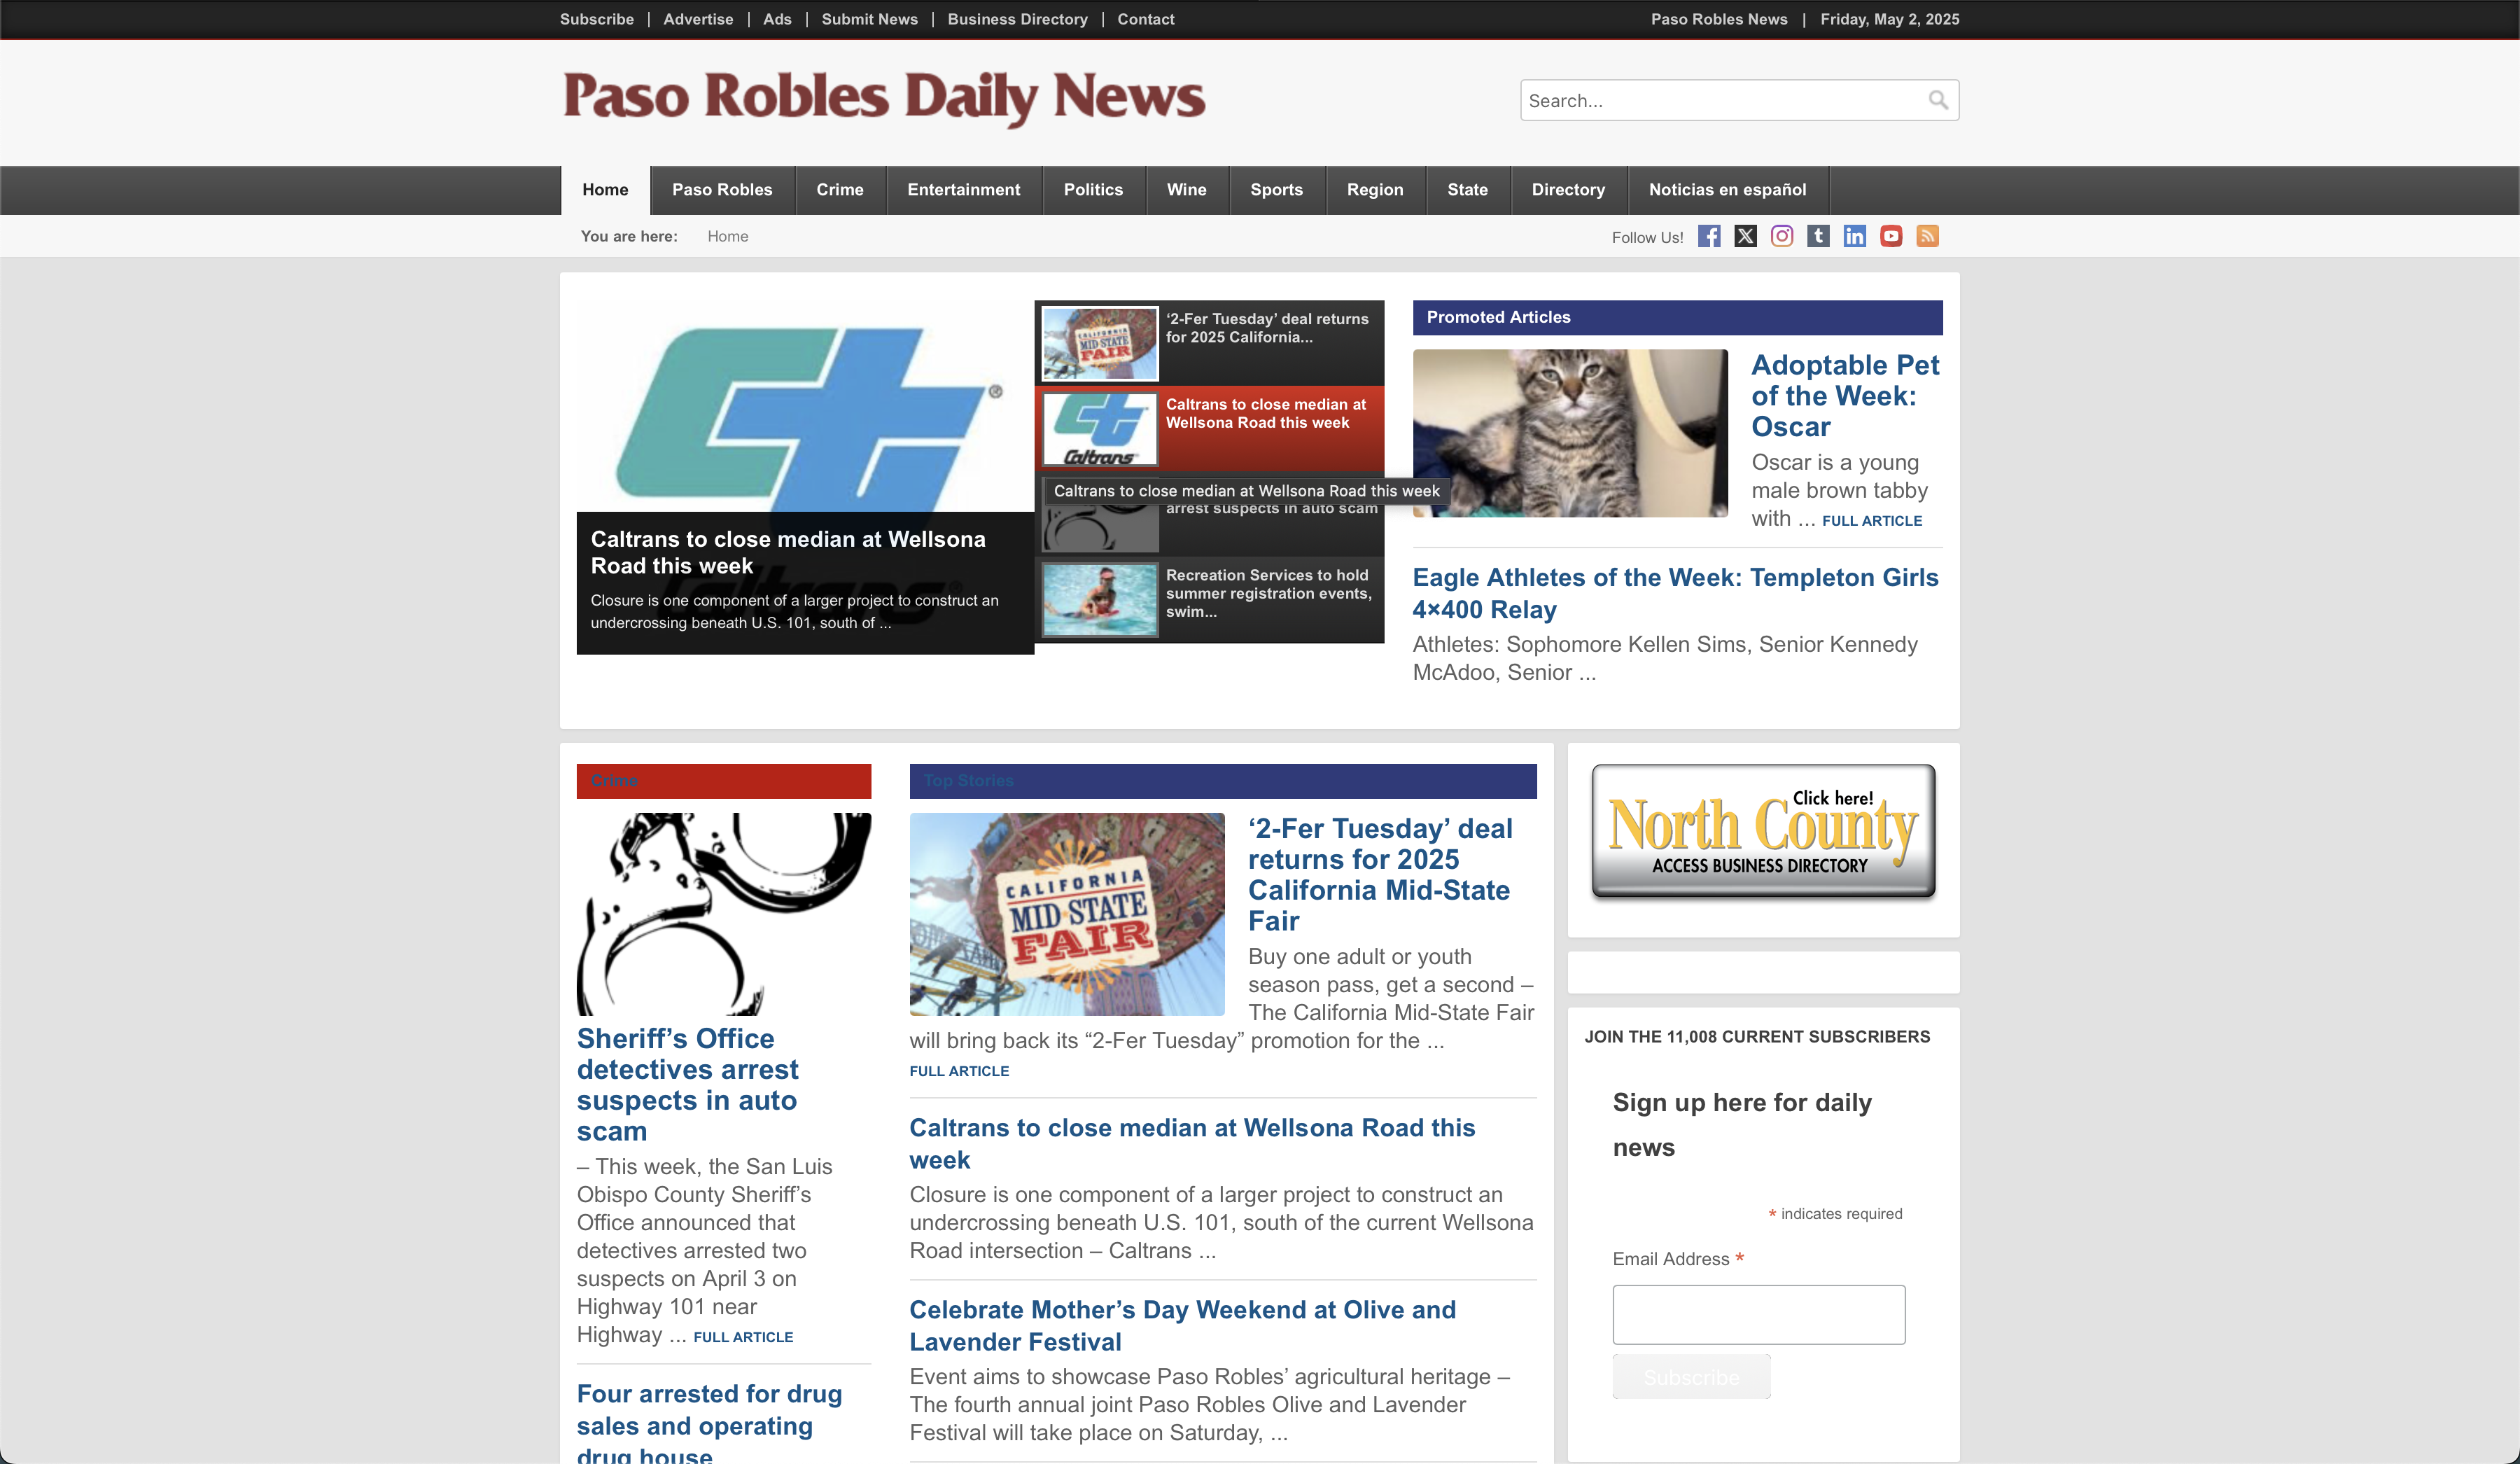 Subscribe | Advertise | Ads | Submit News | Business Directory | Contact
Paso Robles News | Friday, May 2, 2025
Paso Robles Daily News
Search...
Home
Paso Robles
Crime
Entertainment
Politics
Wine
Sports
Region
State
Directory
Noticias en español
You are here: Home
Follow Us!
Ct®
Caltrans to close median at Wellsona
Road this week
Closure is one component of a larger project to construct an
undercrossing beneath U.S. 101, south of ...
CALIFORNIA
MID STATE
FAIR
‘2-Fer Tuesday’ deal returns
for 2025 California...
Caltrans
Caltrans to close median at
Wellsona Road this week
Caltrans to close median at Wellsona Road this week
arrest suspects in auto scam
Recreation Services to hold
summer registration events,
swim...
Promoted Articles
Adoptable Pet
of the Week:
Oscar
Oscar is a young
male brown tabby
with ... FULL ARTICLE
Eagle Athletes of the Week: Templeton Girls
4×400 Relay
Athletes: Sophomore Kellen Sims, Senior Kennedy
McAdoo, Senior ...
Crime
Sheriff’s Office
detectives arrest
suspects in auto
scam
– This week, the San Luis
Obispo County Sheriff’s
Office announced that
detectives arrested two
suspects on April 3 on
Highway 101 near
Highway ... FULL ARTICLE
Four arrested for drug
sales and operating
drug house
Top Stories
CALIFORNIA
MID STATE
FAIR
‘2-Fer Tuesday’ deal
returns for 2025
California Mid-State
Fair
Buy one adult or youth
season pass, get a second –
The California Mid-State Fair
will bring back its “2-Fer Tuesday” promotion for the ...
FULL ARTICLE
Caltrans to close median at Wellsona Road this
week
Closure is one component of a larger project to construct an
undercrossing beneath U.S. 101, south of the current Wellsona
Road intersection – Caltrans ...
Celebrate Mother’s Day Weekend at Olive and
Lavender Festival
Event aims to showcase Paso Robles’ agricultural heritage –
The fourth annual joint Paso Robles Olive and Lavender
Festival will take place on Saturday, ...
Click here!
North County
ACCESS BUSINESS DIRECTORY
JOIN THE 11,008 CURRENT SUBSCRIBERS
Sign up here for daily
news
* indicates required
Email Address *
Subscribe